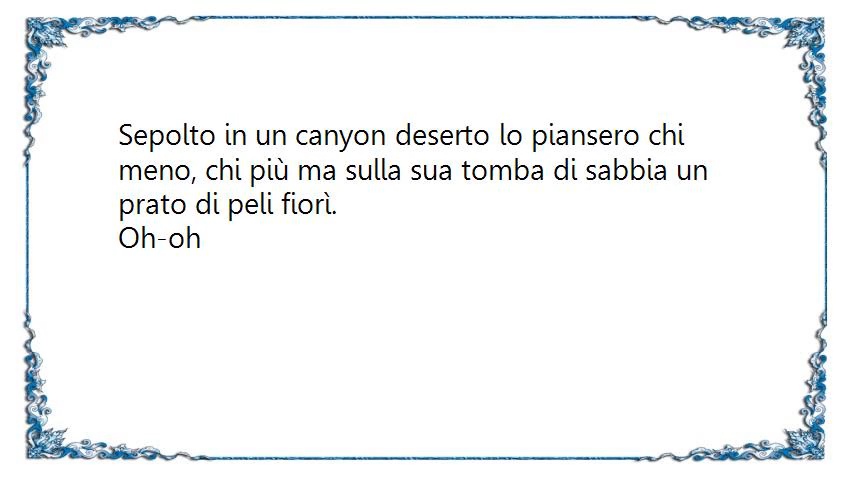 Sepolto in un canyon deserto lo piansero chi
meno, chi più ma sulla sua tomba di sabbia un
prato di peli fiorì.
Oh-oh